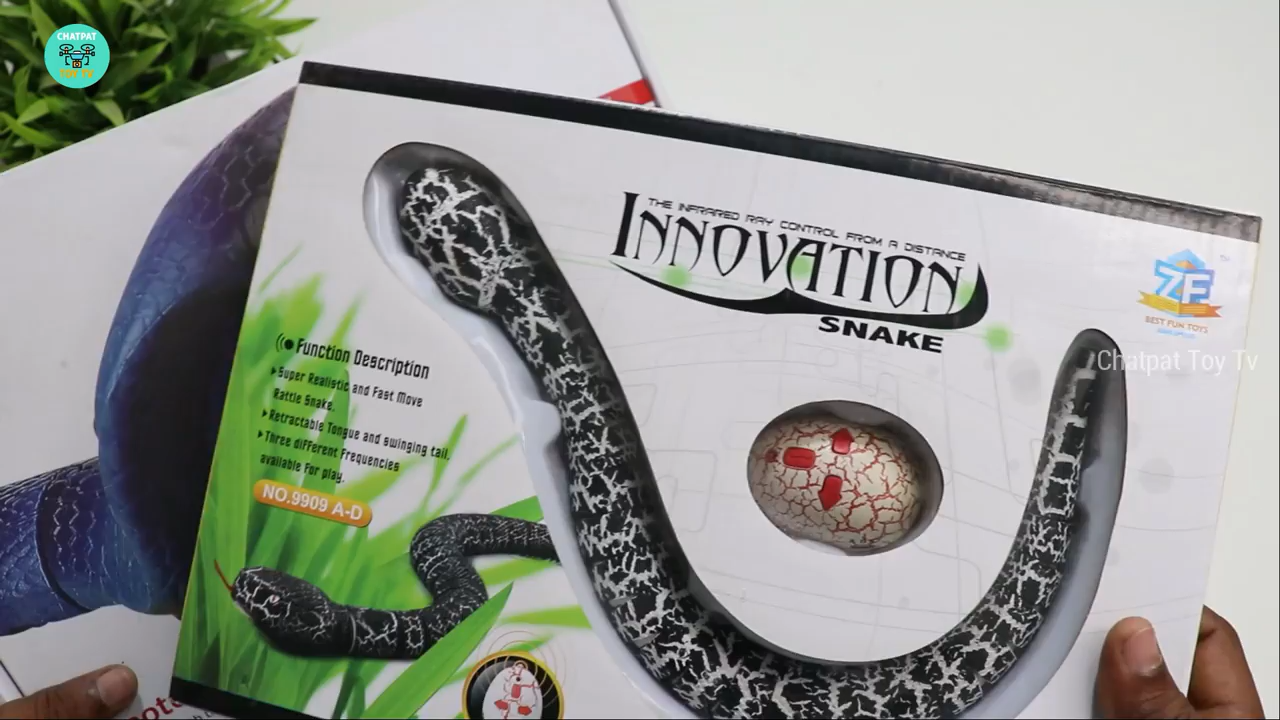 CHATPAT
TOY TV
THE INFRARED RAY CONTROL FROM A DISTANCE
INNOVATION
SNAKE
ZF
BEST FUN TOYS
Chatpat Toy Tv
Function Description
Super Realistic and Fast Move
Rattle Snake.
Retractable Tongue and swinging tail.
Three different Frequencies
available For play.
NO.9909 A-D